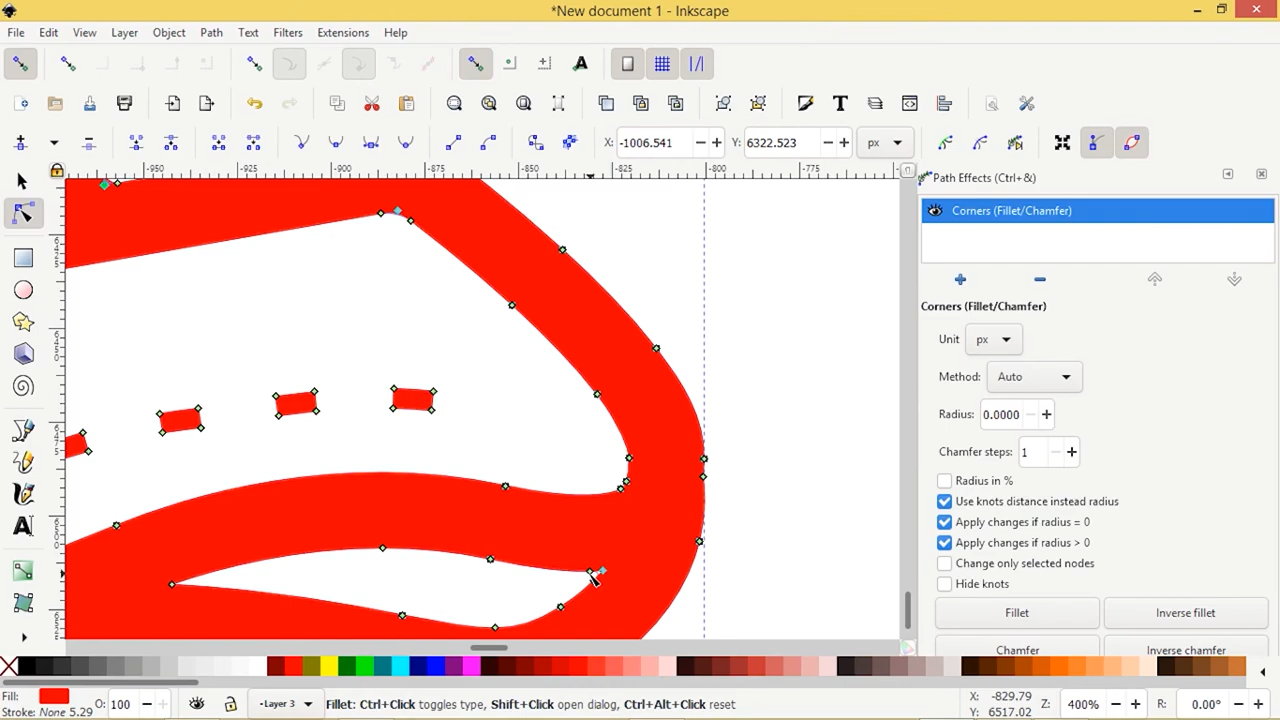 *New document 1 - Inkscape
File Edit View Layer Object Path Text Filters Extensions Help
X: -1006.541 Y: 6322.523 px
Path Effects (Ctrl+&)
-950 -925 -900 -875 -850 -825 -800 -775
Corners (Fillet/Chamfer)
Corners (Fillet/Chamfer)
Unit px
Method: Auto
Radius: 0.0000
Chamfer steps: 1
Radius in %
Use knots distance instead radius
Apply changes if radius = 0
Apply changes if radius > 0
Change only selected nodes
Hide knots
Fillet Inverse fillet
Chamfer Inverse chamfer
Fill:
Stroke: None 5.29
O: 100
Layer 3
Fillet: Ctrl+Click toggles type, Shift+Click open dialog, Ctrl+Alt+Click reset
X: -829.79
Y: 6517.02
Z: 400%
R: 0.00°